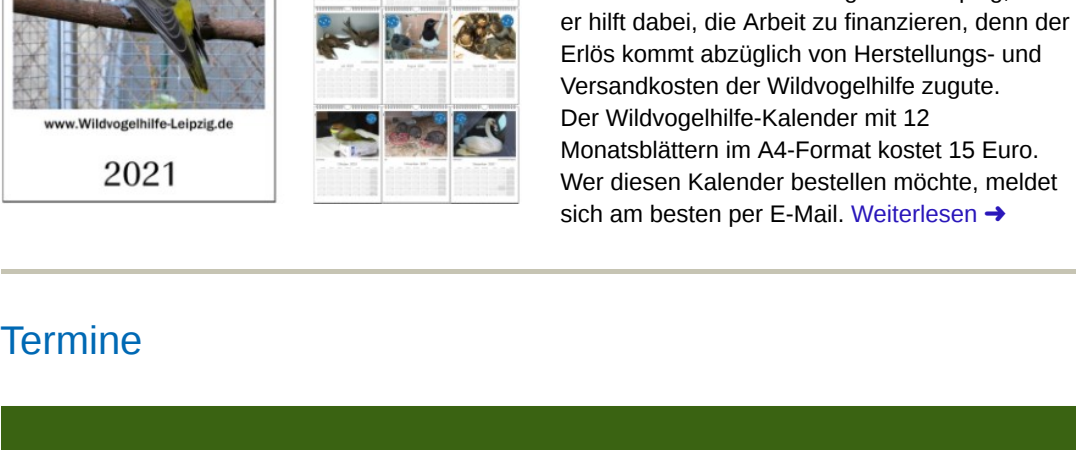 er hilft dabei, die Arbeit zu finanzieren, denn der
Erlös kommt abzüglich von Herstellungs- und
Versandkosten der Wildvogelhilfe zugute.
Der Wildvogelhilfe-Kalender mit 12
Monatsblättern im A4-Format kostet 15 Euro.
Wer diesen Kalender bestellen möchte, meldet
sich am besten per E-Mail. Weiterlesen ➜
www.Wildvogelhilfe-Leipzig.de
2021
Termine